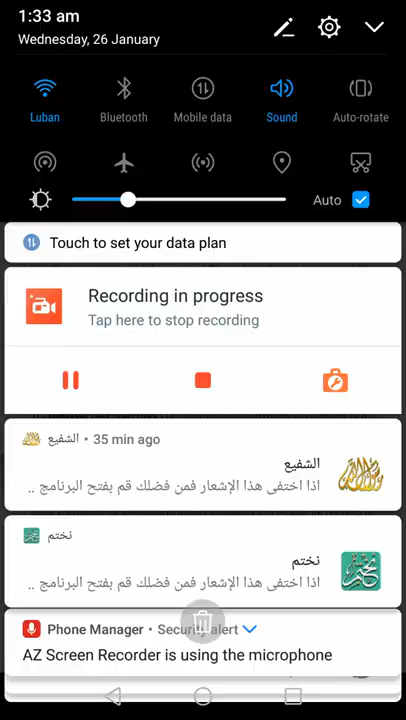 1:33 am
Wednesday, 26 January
Luban
Bluetooth
Mobile data
Sound
Auto-rotate
Auto
Touch to set your data plan
Recording in progress
Tap here to stop recording
الشفيع • 35 min ago
الشفيع
اذا اختفى هذا الإشعار فمن فضلك قم بفتح البرنامج ..
نختم
نختم
اذا اختفى هذا الإشعار فمن فضلك قم بفتح البرنامج ..
Phone Manager • Security alert
AZ Screen Recorder is using the microphone